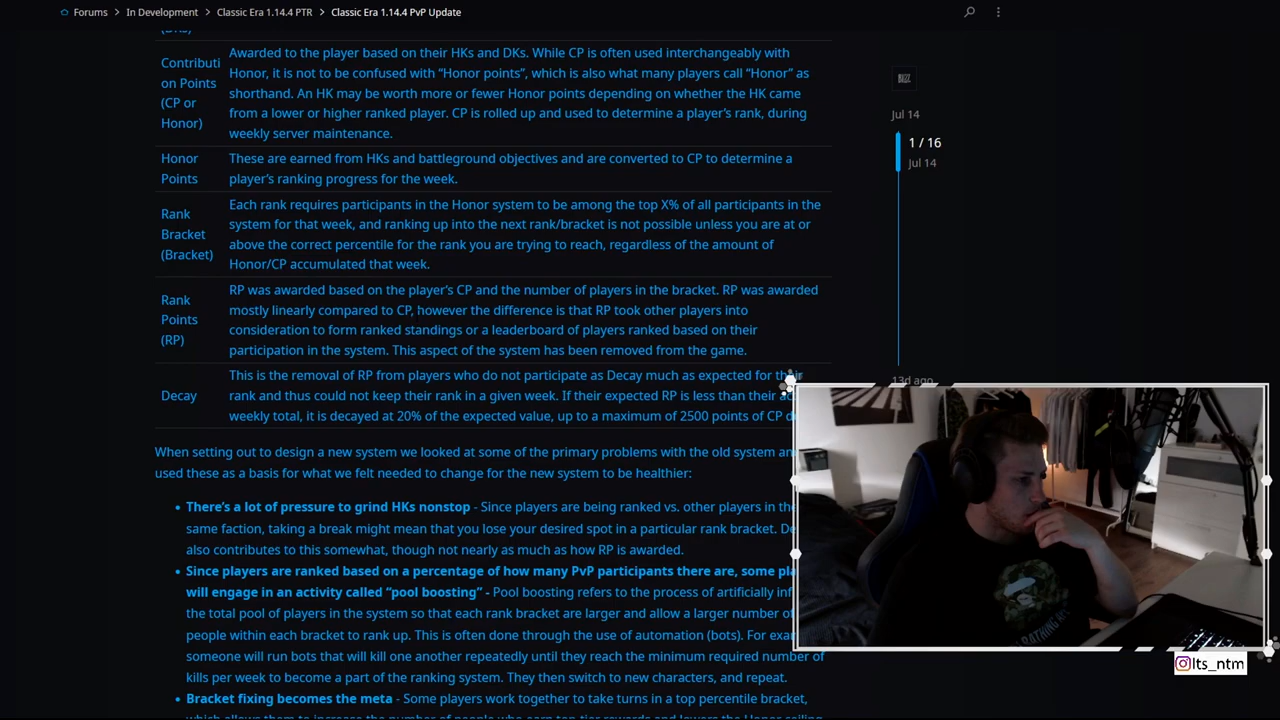 Forums > In Development > Classic Era 1.14.4 PTR > Classic Era 1.14.4 PvP Update
Contributi
on Points
(CP or
Honor)
Awarded to the player based on their HKs and DKs. While CP is often used interchangeably with
Honor, it is not to be confused with “Honor points”, which is also what many players call “Honor” as
shorthand. An HK may be worth more or fewer Honor points depending on whether the HK came
from a lower or higher ranked player. CP is rolled up and used to determine a player’s rank, during
weekly server maintenance.
Honor
Points
These are earned from HKs and battleground objectives and are converted to CP to determine a
player’s ranking progress for the week.
Rank
Bracket
(Bracket)
Each rank requires participants in the Honor system to be among the top X% of all participants in the
system for that week, and ranking up into the next rank/bracket is not possible unless you are at or
above the correct percentile for the rank you are trying to reach, regardless of the amount of
Honor/CP accumulated that week.
Rank
Points
(RP)
RP was awarded based on the player’s CP and the number of players in the bracket. RP was awarded
mostly linearly compared to CP, however the difference is that RP took other players into
consideration to form ranked standings or a leaderboard of players ranked based on their
participation in the system. This aspect of the system has been removed from the game.
Decay
This is the removal of RP from players who do not participate as Decay much as expected for their
rank and thus could not keep their rank in a given week. If their expected RP is less than their
weekly total, it is decayed at 20% of the expected value, up to a maximum of 2500 points of CP
When setting out to design a new system we looked at some of the primary problems with the old system
used these as a basis for what we felt needed to change for the new system to be healthier:
• There’s a lot of pressure to grind HKs nonstop - Since players are being ranked vs. other players in the
same faction, taking a break might mean that you lose your desired spot in a particular rank bracket.
also contributes to this somewhat, though not nearly as much as how RP is awarded.
• Since players are ranked based on a percentage of how many PvP participants there are, some
will engage in an activity called “pool boosting” - Pool boosting refers to the process of artificially
the total pool of players in the system so that each rank bracket are larger and allow a larger number of
people within each bracket to rank up. This is often done through the use of automation (bots). For
someone will run bots that will kill one another repeatedly until they reach the minimum required number of
kills per week to become a part of the ranking system. They then switch to new characters, and repeat.
• Bracket fixing becomes the meta - Some players work together to take turns in a top percentile bracket,
Jul 14
1 / 16
Jul 14
13d ago
Its_ntm